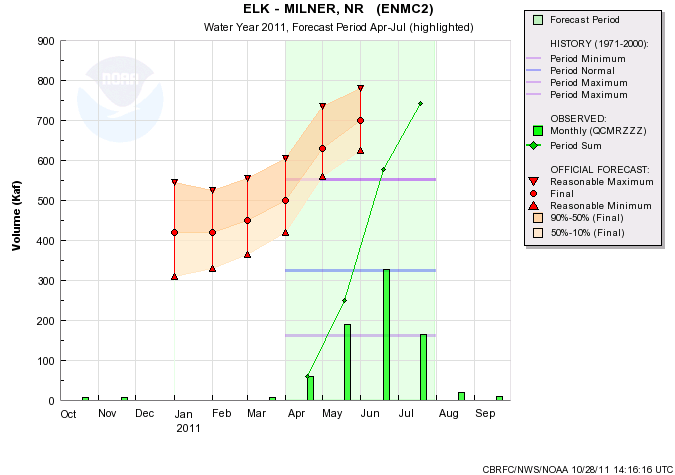 ELK - MILNER, NR (ENMC2)
Water Year 2011, Forecast Period Apr-Jul (highlighted)
Volume (Kaf)
900
800
700
600
500
400
300
200
100
0
NOAA
Oct Nov Dec Jan Feb Mar Apr May Jun Jul Aug Sep
2011
Forecast Period
HISTORY (1971-2000):
Period Minimum
Period Normal
Period Maximum
Period Maximum
OBSERVED:
Monthly (QCMRZZZ)
Period Sum
OFFICIAL FORECAST:
Reasonable Maximum
Final
Reasonable Minimum
90%-50% (Final)
50%-10% (Final)
CBRFC/NWS/NOAA 10/28/11 14:16:16 UTC